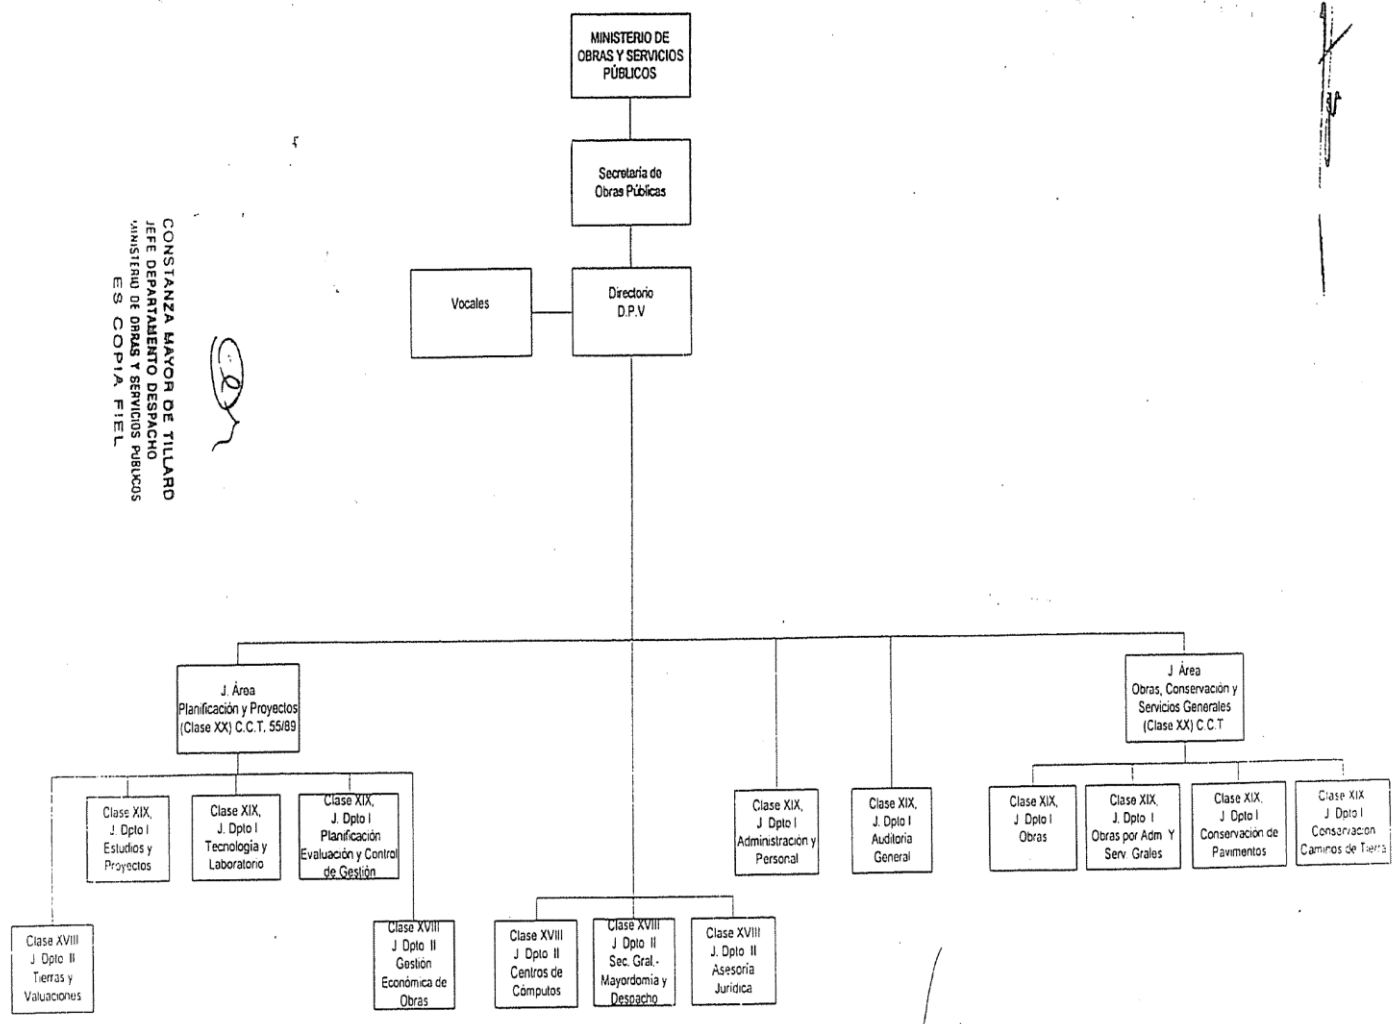 MINISTERIO DE
OBRAS Y SERVICIOS
PÚBLICOS
Secretaria de
Obras Públicas
Vocales
Directorio
D.P.V
CONSTANZA MAYOR DE TILLARD
JEFE DEPARTAMENTO DESPACHO
MINISTERIO DE OBRAS Y SERVICIOS PUBLICOS
ES COPIA FIEL
J. Área
Planificación y Proyectos
(Clase XX) C.C.T. 55/89
J Área
Obras, Conservación y
Servicios Generales
(Clase XX) C.C.T
Clase XIX,
J. Dpto I
Estudios y
Proyectos
Clase XIX,
J. Dpto I
Tecnología y
Laboratorio
Clase XIX,
J. Dpto I
Planificación
Evaluación y Control
de Gestión
Clase XIX,
J. Dpto I
Administración y
Personal
Clase XIX,
J. Dpto I
Auditoria
General
Clase XIX,
J Dpto I
Obras
Clase XIX,
J. Dpto I
Obras por Adm Y
Serv. Grales
Clase XIX,
J Dpto I
Conservación de
Pavimentos
Clase XIX
J Dpto I
Conservación
Caminos de Tierra
Clase XVIII
J Dpto II
Tierras y
Valuaciones
Clase XVIII
J Dpto II
Gestión
Económica de
Obras
Clase XVIII
J Dpto II
Centros de
Cómputos
Clase XVIII
J Dpto II
Sec. Gral.-
Mayordomia y
Despacho
Clase XVIII
J. Dpto II
Asesoria
Juridica